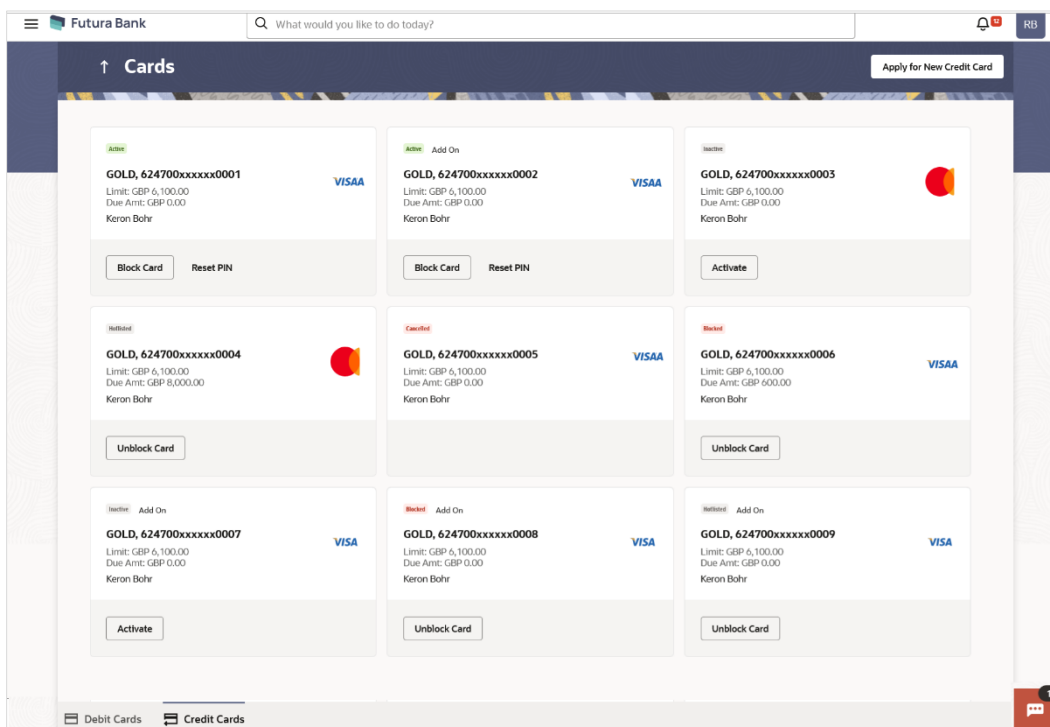 Futura Bank
What would you like to do today?
12
RB
↑ Cards
Apply for New Credit Card
Active
GOLD, 624700xxxxxx0001
VISAA
Limit: GBP 6,100.00
Due Amt: GBP 0.00
Keron Bohr
Block Card Reset PIN
Active Add On
GOLD, 624700xxxxxx0002
VISAA
Limit: GBP 6,100.00
Due Amt: GBP 0.00
Keron Bohr
Block Card Reset PIN
Inactive
GOLD, 624700xxxxxx0003
Limit: GBP 6,100.00
Due Amt: GBP 0.00
Keron Bohr
Activate
Hotlisted
GOLD, 624700xxxxxx0004
Limit: GBP 6,100.00
Due Amt: GBP 8,000.00
Keron Bohr
Unblock Card
Cancelled
GOLD, 624700xxxxxx0005
VISAA
Limit: GBP 6,100.00
Due Amt: GBP 0.00
Keron Bohr
Blocked
GOLD, 624700xxxxxx0006
VISAA
Limit: GBP 6,100.00
Due Amt: GBP 600.00
Keron Bohr
Unblock Card
Inactive Add On
GOLD, 624700xxxxxx0007
VISA
Limit: GBP 6,100.00
Due Amt: GBP 0.00
Keron Bohr
Activate
Blocked Add On
GOLD, 624700xxxxxx0008
VISA
Limit: GBP 6,100.00
Due Amt: GBP 0.00
Keron Bohr
Unblock Card
Hotlisted Add On
GOLD, 624700xxxxxx0009
VISA
Limit: GBP 6,100.00
Due Amt: GBP 0.00
Keron Bohr
Unblock Card
Debit Cards Credit Cards